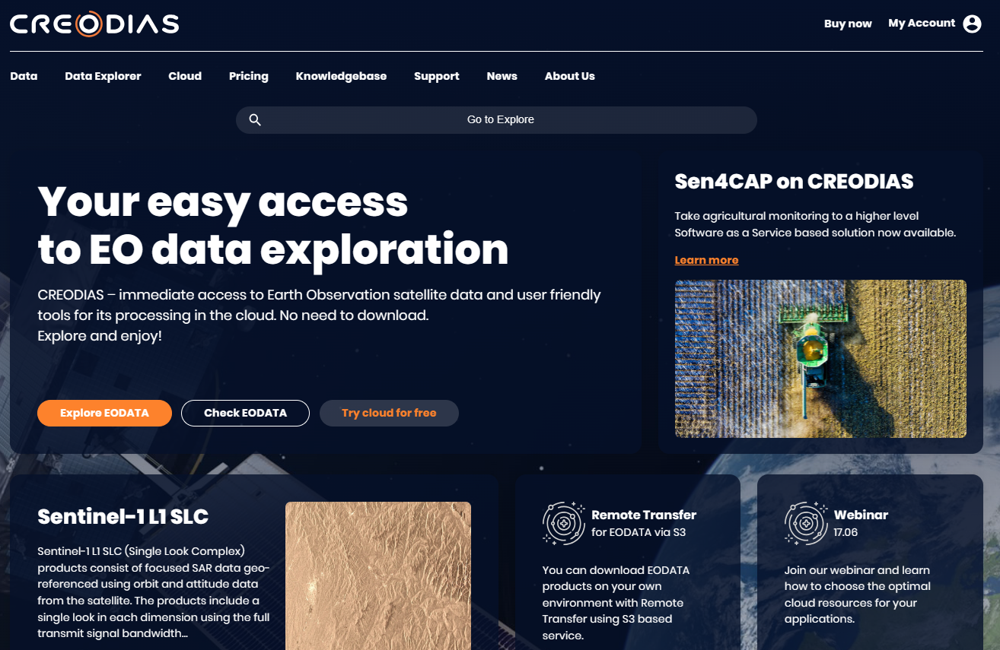 CREODIAS
Buy now
My Account
Data
Data Explorer
Cloud
Pricing
Knowledgebase
Support
News
About Us
Go to Explore
Your easy access
to EO data exploration
CREODIAS – immediate access to Earth Observation satellite data and user friendly
tools for its processing in the cloud. No need to download.
Explore and enjoy!
Explore EODATA
Check EODATA
Try cloud for free
Sen4CAP on CREODIAS
Take agricultural monitoring to a higher level
Software as a Service based solution now available.
Learn more
Sentinel-1 L1 SLC
Sentinel-1 L1 SLC (Single Look Complex)
products consist of focused SAR data geo-
referenced using orbit and attitude data
from the satellite. The products include a
single look in each dimension using the full
transmit signal bandwidth...
Remote Transfer
for EODATA via S3
You can download EODATA
products on your own
environment with Remote
Transfer using S3 based
service.
Webinar
17.06
Join our webinar and learn
how to choose the optimal
cloud resources for your
applications.